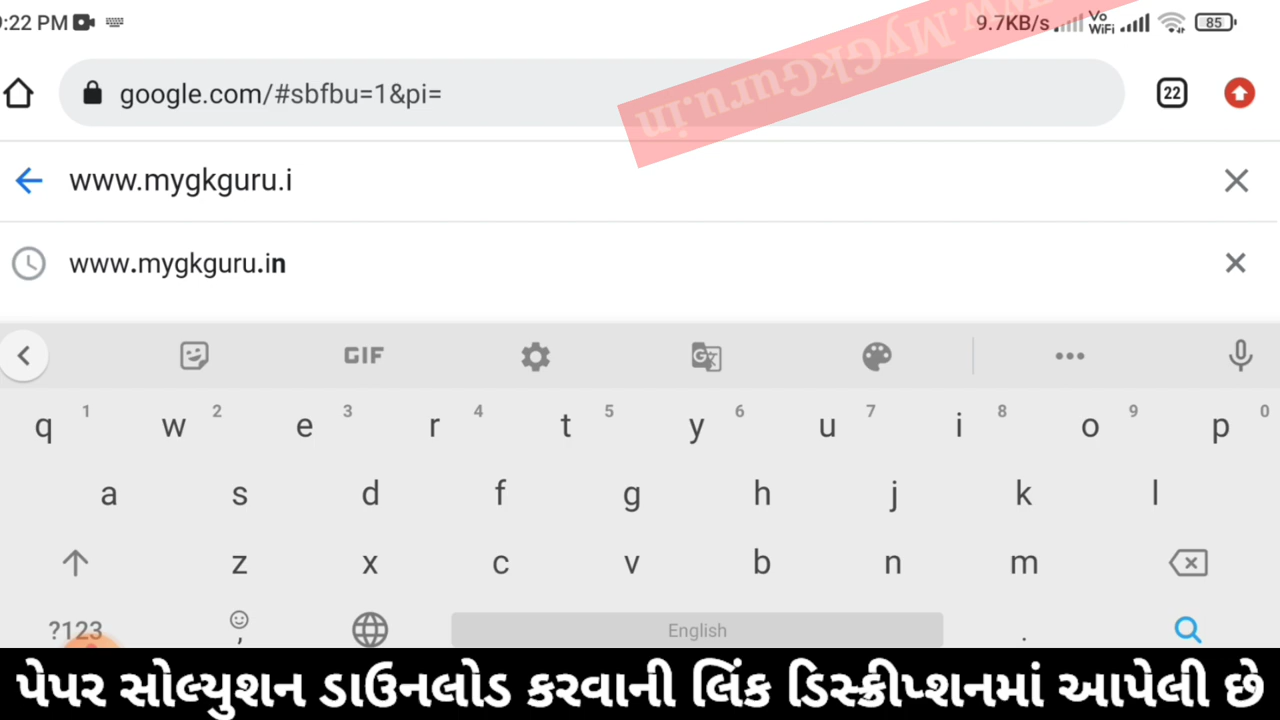 9:22 PM
9.7KB/s Vo WiFi 85
www.MyGkGuru.in
google.com/#sbfbu=1&pi= 22
www.mygkguru.i
www.mygkguru.in
GIF
q 1 w 2 e 3 r 4 t 5 y 6 u 7 i 8 o 9 p 0
a s d f g h j k l
z x c v b n m
?123 , English .
પેપર સોલ્યુશન ડાઉનલોડ કરવાની લિંક ડિસ્ક્રીપ્શનમાં આપેલી છે